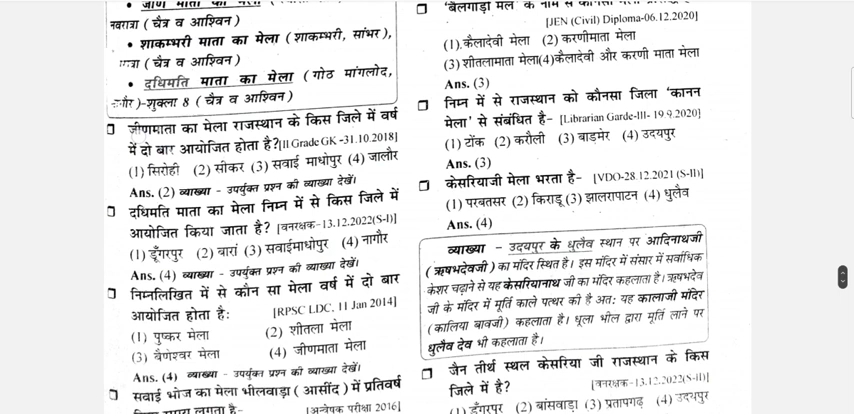 • जीण माता का मेला
नवरात्रा ( चैत्र व आश्विन )
• शाकम्भरी माता का मेला ( शाकम्भरी, सांभर ),
( चैत्र व आश्विन )
• दधिमति माता का मेला ( गोठ मांगलोद,
)-शुक्ला 8 ( चैत्र व आश्विन )
जीणमाता का मेला राजस्थान के किस जिले में वर्ष
में दो बार आयोजित होता है?[II Grade GK -31.10.2018]
(1) सिरोही (2) सीकर (3) सवाई माधोपुर (4) जालौर
Ans. (2) व्याख्या - उपर्युक्त प्रश्न की व्याख्या देखें।
दधिमति माता का मेला निम्न में से किस जिले में
आयोजित किया जाता है? [वनरक्षक-13.12.2022(S-I)]
(1) डूँगरपुर (2) बारां (3) सवाईमाधोपुर (4) नागौर
Ans. (4) व्याख्या - उपर्युक्त प्रश्न की व्याख्या देखें।
निम्नलिखित में से कौन सा मेला वर्ष में दो बार
आयोजित होता है: [RPSC LDC, 11 Jan 2014]
(1) पुष्कर मेला (2) शीतला मेला
(3) बैणेश्वर मेला (4) जीणमाता मेला
Ans. (4) व्याख्या - उपर्युक्त प्रश्न की व्याख्या देखें।
सवाई भोज का मेला भीलवाड़ा ( आसींद ) में प्रतिवर्ष
लगता है- [अन्वेषक परीक्षा 2016]
'बैलगाड़ी मेले' के नाम से
[JEN (Civil) Diploma-06.12.2020]
(1) कैलादेवी मेला (2) करणीमाता मेला
(3) शीतलामाता मेला(4)कैलादेवी और करणी माता मेला
Ans. (3)
निम्न में से राजस्थान को कौनसा जिला 'कानन
मेला' से संबंधित है- [Librarian Garde-III- 19.9.2020]
(1) टोंक (2) करौली (3) बाड़मेर (4) उदयपुर
Ans. (3)
केसरियाजी मेला भरता है- [VDO-28.12.2021 (S-II)]
(1) परबतसर (2) किराडू (3) झालरापाटन (4) धुलैव
Ans. (4)
व्याख्या - उदयपुर के धुलैव स्थान पर आदिनाथजी
( ऋषभदेवजी ) का मंदिर स्थित है। इस मंदिर में संसार में सर्वाधिक
केशर चढ़ाने से यह केसरियानाथ जी का मंदिर कहलाता है। ऋषभदेव
जी के मंदिर में मूर्ति काले पत्थर की है अतः यह कालाजी मंदिर
( कालिया बावजी ) कहलाता है। धूला भील द्वारा मूर्ति लाने पर
धुलैव देव भी कहलाता है।
जैन तीर्थ स्थल केसरिया जी राजस्थान के किस
जिले में है? [वनरक्षक-13.12.2022(S-II)]
(1) डूँगरपुर (2) बांसवाड़ा (3) प्रतापगढ़ (4) उदयपुर